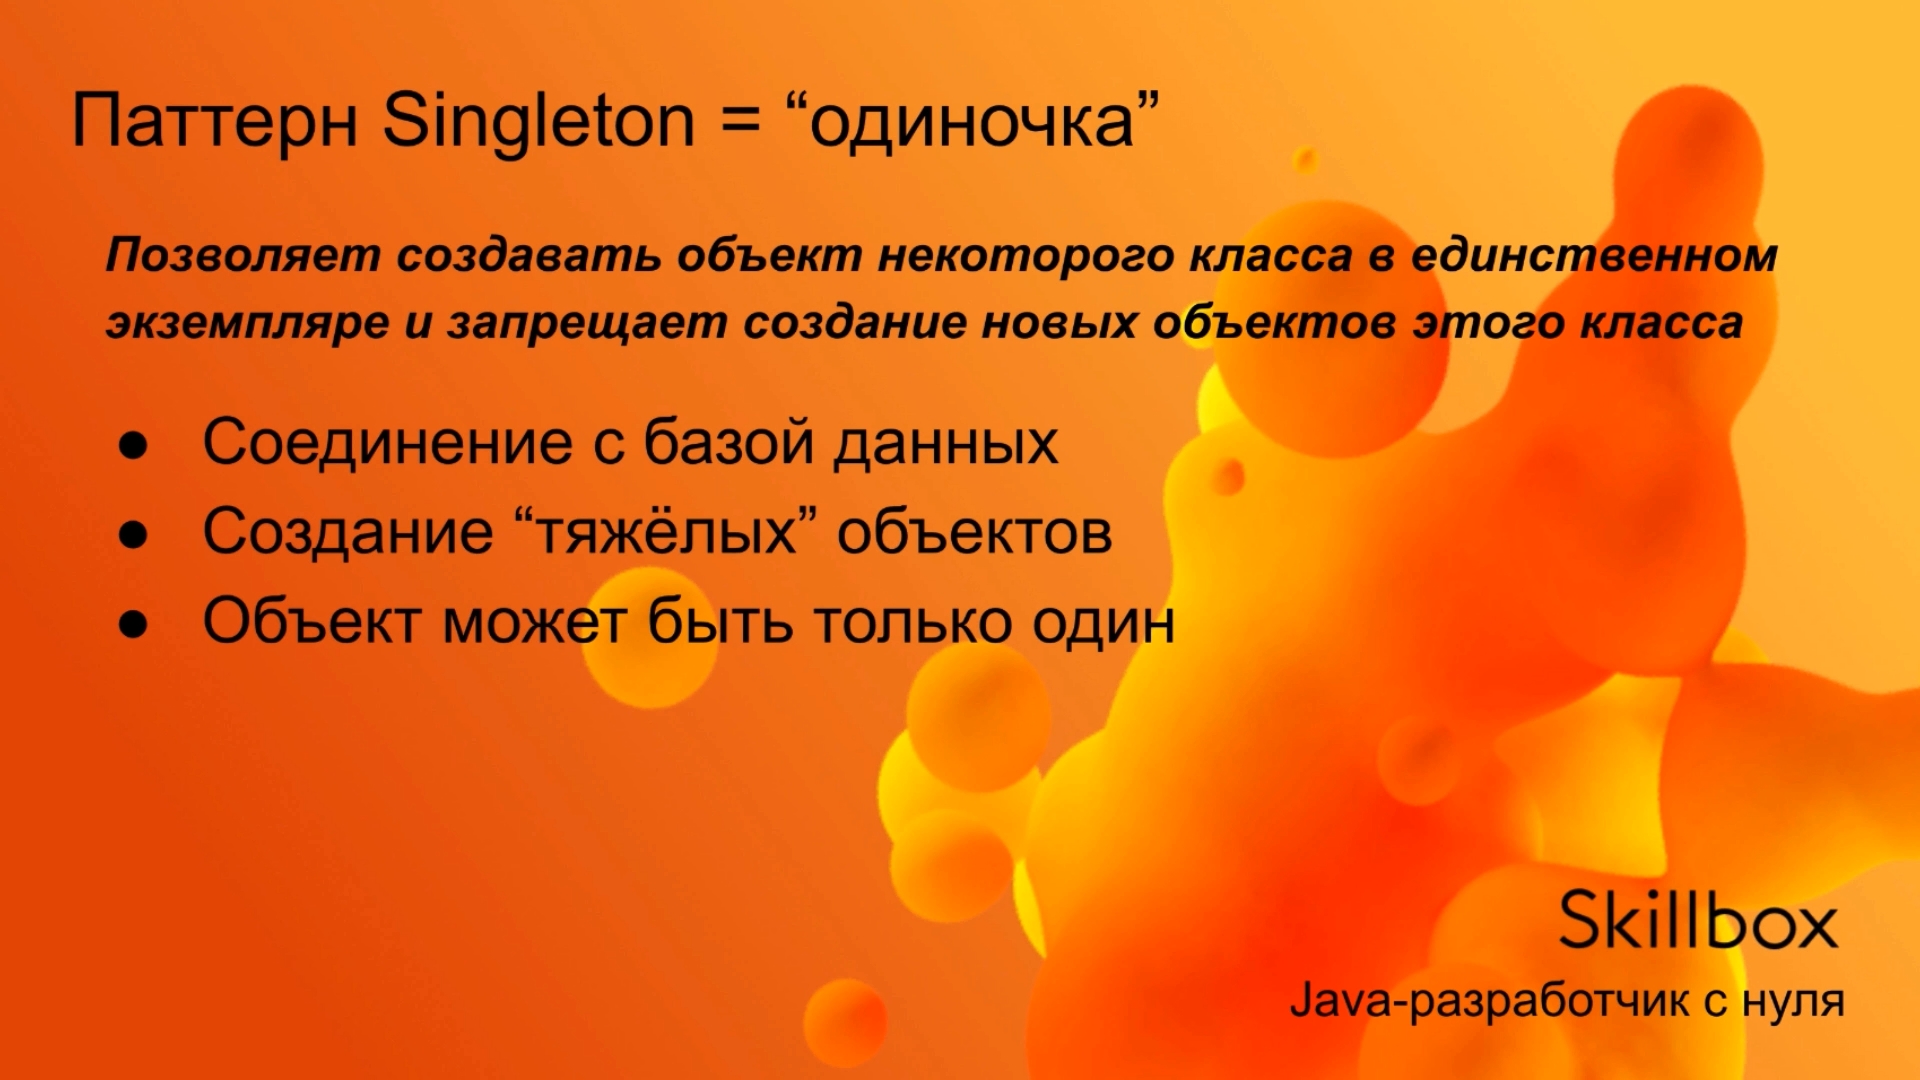 Паттерн Singleton = “одиночка”
Позволяет создавать объект некоторого класса в единственном
экземпляре и запрещает создание новых объектов этого класса
● Соединение с базой данных
● Создание “тяжёлых” объектов
● Объект может быть только один
Skillbox
Java-разработчик с нуля